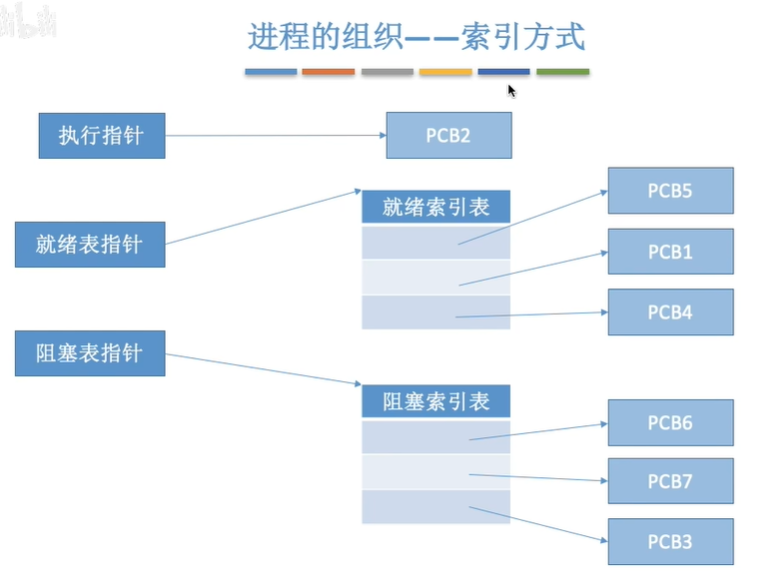 进程的组织——索引方式
执行指针
PCB2
就绪表指针
就绪索引表
PCB5
PCB1
PCB4
阻塞表指针
阻塞索引表
PCB6
PCB7
PCB3